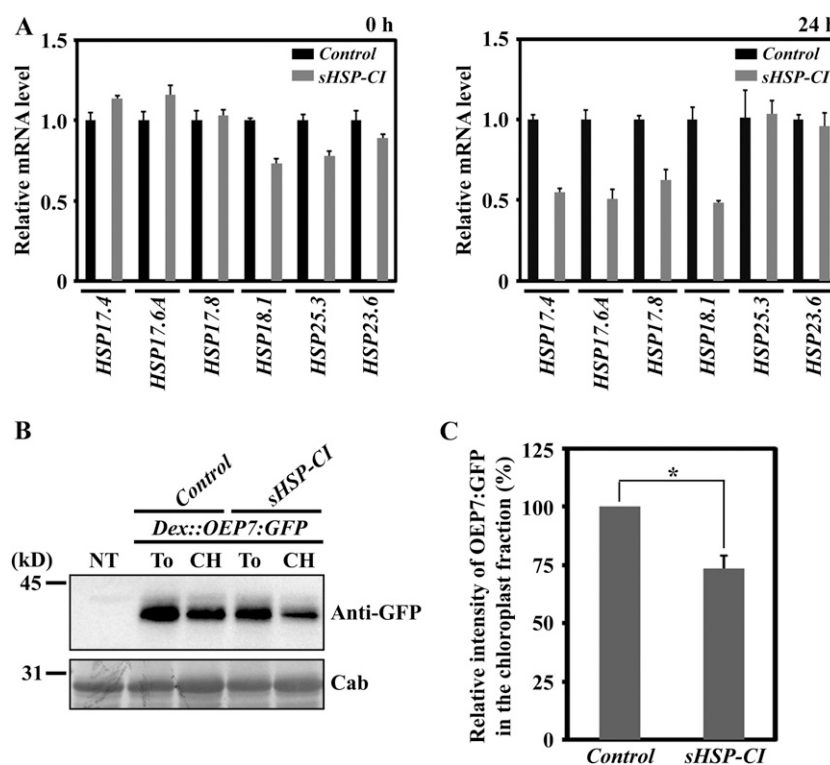 A
0 h
Relative mRNA level
1.5
1.0
0.5
0
Control
sHSP-CI
HSP17.4
HSP17.6A
HSP17.8
HSP18.1
HSP25.3
HSP23.6
24 h
Relative mRNA level
1.5
1.0
0.5
0
Control
sHSP-CI
HSP17.4
HSP17.6A
HSP17.8
HSP18.1
HSP25.3
HSP23.6
B
Control
sHSP-CI
Dex::OEP7:GFP
(kD) NT To CH To CH
45
Anti-GFP
31
Cab
C
Relative intensity of OEP7:GFP
in the chloroplast fraction (%)
125
100
75
50
25
0
*
Control
sHSP-CI